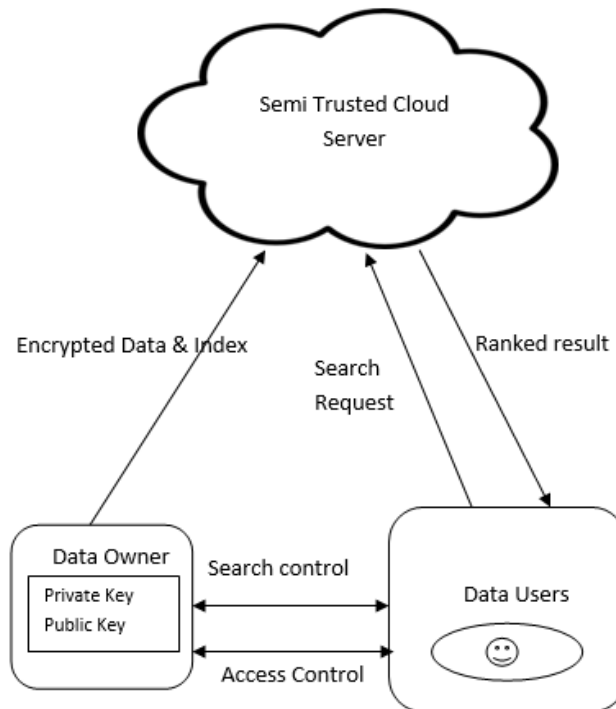 Semi Trusted Cloud
Server
Encrypted Data & Index
Search
Request
Ranked result
Data Owner
Private Key
Public Key
Search control
Access Control
Data Users